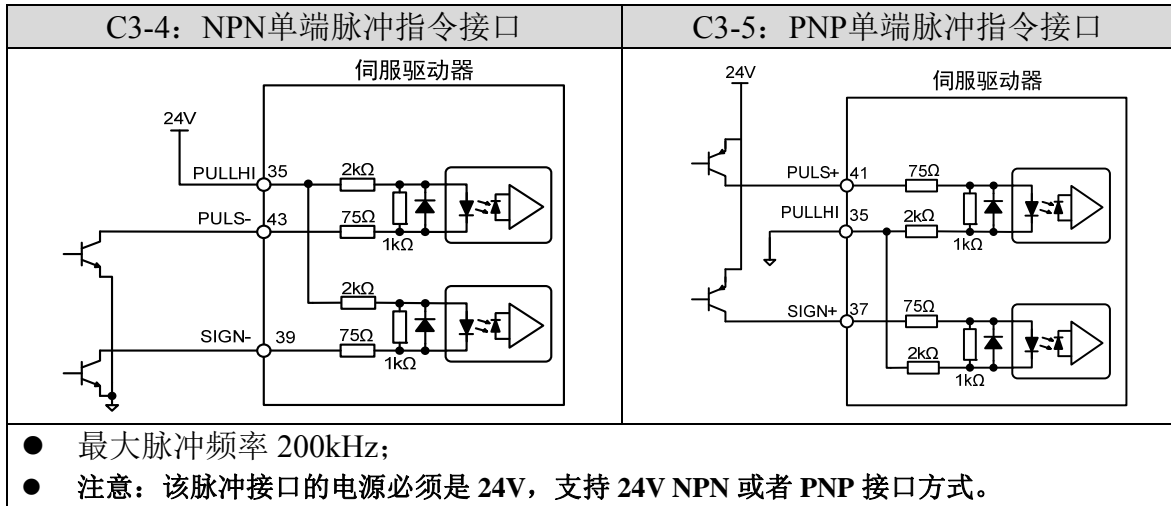 C3-4：NPN单端脉冲指令接口
C3-5：PNP单端脉冲指令接口
伺服驱动器
24V
PULLHI 35 2kΩ
PULS- 43 75Ω
1kΩ
2kΩ
SIGN- 39 75Ω
1kΩ
24V
伺服驱动器
PULS+ 41 75Ω
PULLHI 35 2kΩ
1kΩ
SIGN+ 37 75Ω
2kΩ
1kΩ
● 最大脉冲频率 200kHz；
● 注意：该脉冲接口的电源必须是 24V，支持 24V NPN 或者 PNP 接口方式。